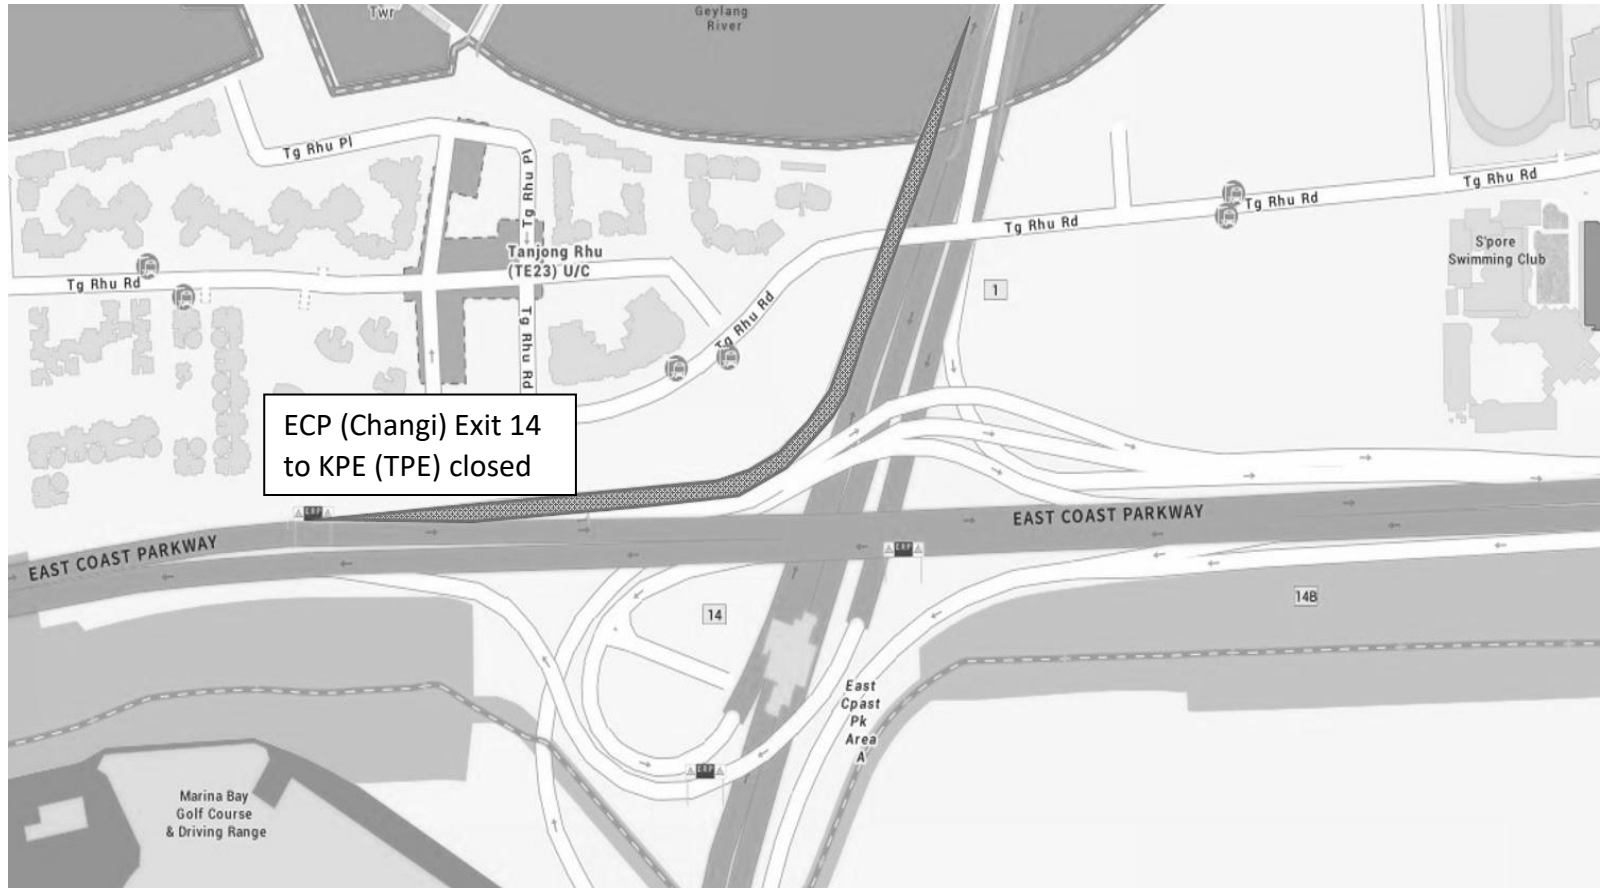 Twr
Geylang
River
Tg Rhu Pl
Tg Rhu Pl
Tg Rhu Rd
Tg Rhu Rd
Tg Rhu Rd
S'pore
Swimming Club
Tanjong Rhu
(TE23) U/C
Tg Rhu Rd
1
Tg Rhu Rd
Tg Rhu Rd
ECP (Changi) Exit 14
to KPE (TPE) closed
ERP
EAST COAST PARKWAY
EAST COAST PARKWAY
ERP
14
14B
East
Cpast
Pk
Area
A
ERP
Marina Bay
Golf Course
& Driving Range